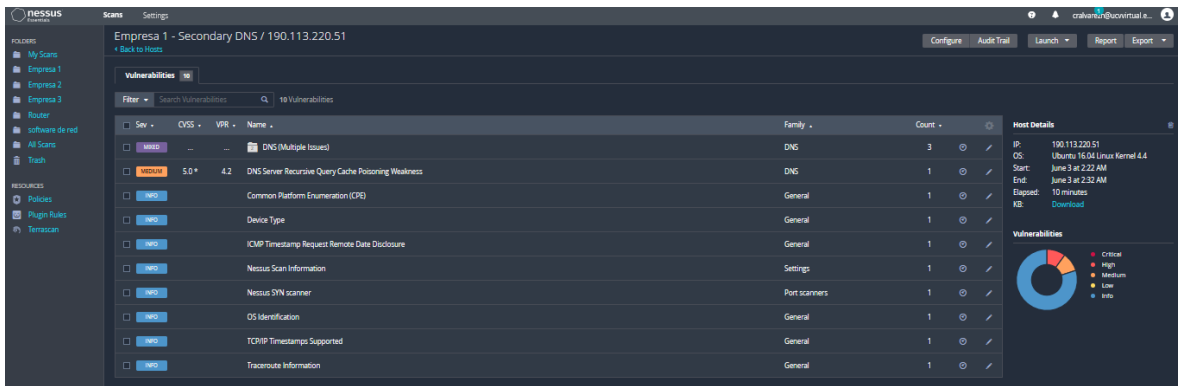 nessus Essentials Scans Settings cralvarezn@ucvvirtual.e...
FOLDERS
My Scans
Empresa 1
Empresa 2
Empresa 3
Router
software de red
All Scans
Trash
RESOURCES
Policies
Plugin Rules
Terrascan
Empresa 1 - Secondary DNS / 190.113.220.51
Back to Hosts
Configure Audit Trail Launch Report Export
Vulnerabilities 10
Filter Search Vulnerabilities 10 Vulnerabilities
Sev CVSS VPR Name Family Count
MIXED ... ... DNS (Multiple Issues) DNS 3
MEDIUM 5.0 * 4.2 DNS Server Recursive Query Cache Poisoning Weakness DNS 1
INFO Common Platform Enumeration (CPE) General 1
INFO Device Type General 1
INFO ICMP Timestamp Request Remote Date Disclosure General 1
INFO Nessus Scan Information Settings 1
INFO Nessus SYN scanner Port scanners 1
INFO OS Identification General 1
INFO TCP/IP Timestamps Supported General 1
INFO Traceroute Information General 1
Host Details
IP: 190.113.220.51
OS: Ubuntu 16.04 Linux Kernel 4.4
Start: June 3 at 2:22 AM
End: June 3 at 2:32 AM
Elapsed: 10 minutes
KB: Download
Vulnerabilities
Critical
High
Medium
Low
Info